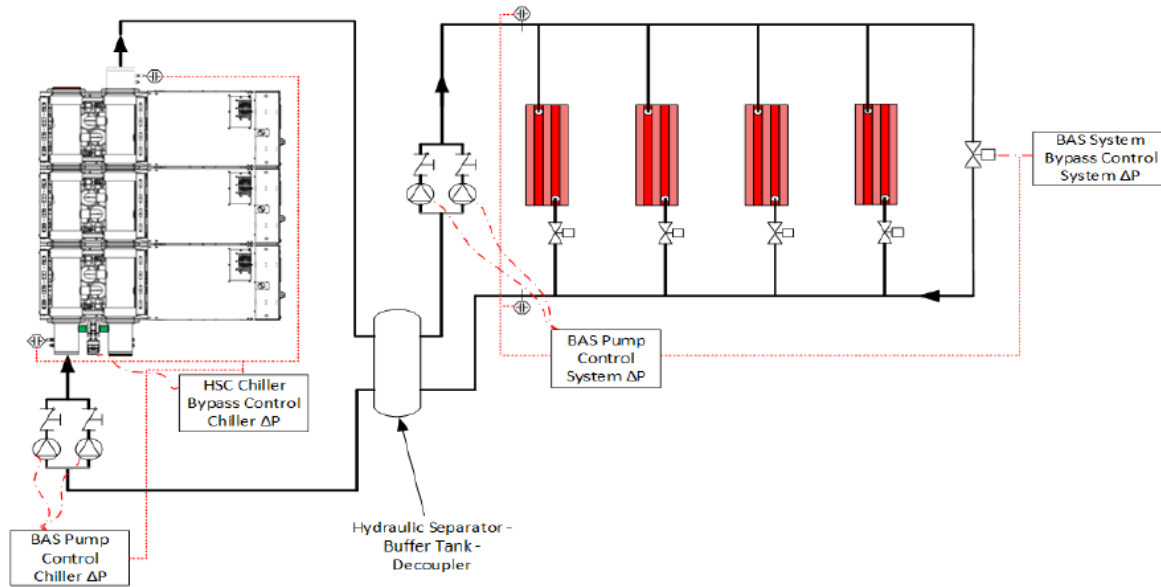 BAS System
Bypass Control
System ΔP
BAS Pump
Control
System ΔP
HSC Chiller
Bypass Control
Chiller ΔP
Hydraulic Separator -
Buffer Tank -
Decoupler
BAS Pump
Control
Chiller ΔP